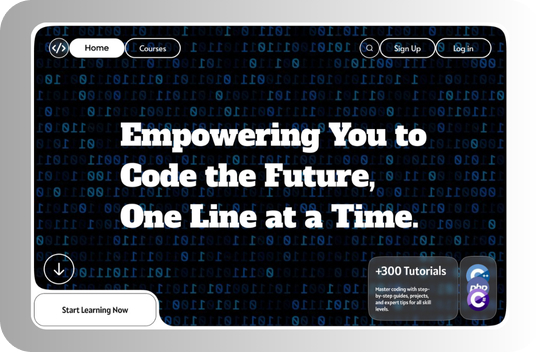 </> Home Courses Sign Up Log in
Empowering You to
Code the Future,
One Line at a Time.
+300 Tutorials
Master coding with step-
by-step guides, projects,
and expert tips for all skill
levels.
C++
php
C#
Start Learning Now